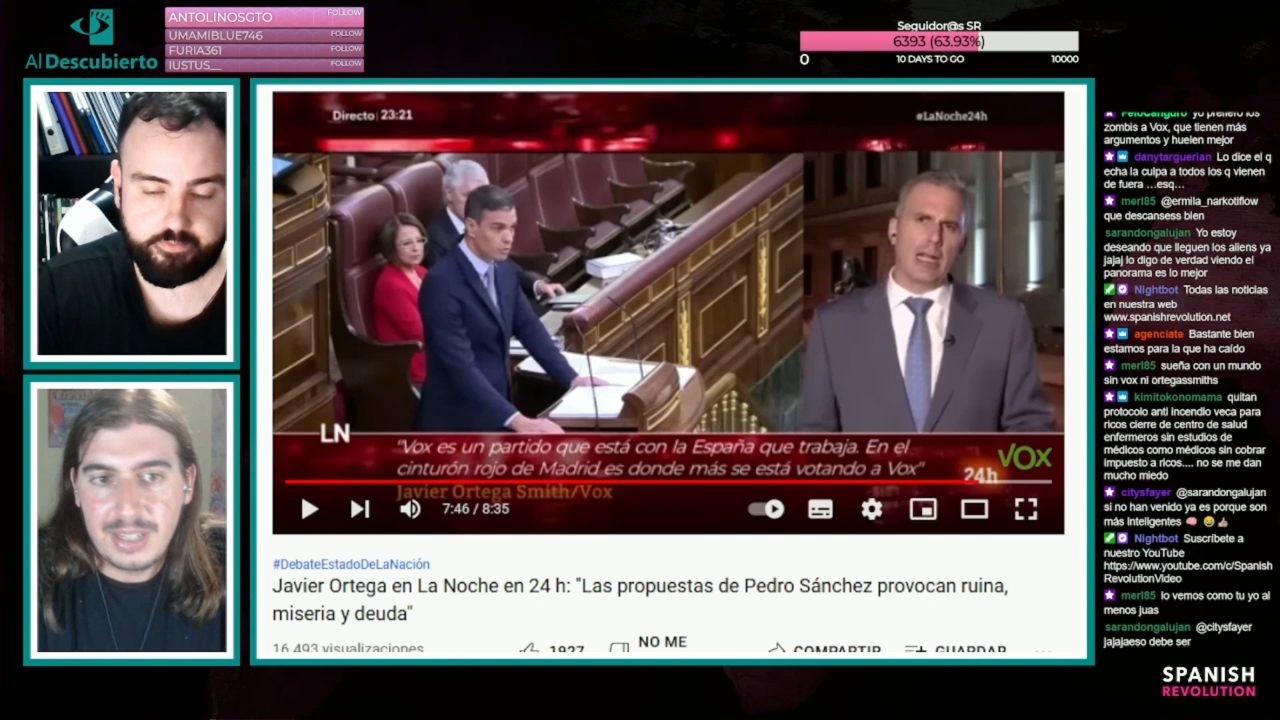 Al Descubierto
ANTOLINOSGTO FOLLOW
UMAMIBLUE746 FOLLOW
FURIA361 FOLLOW
IUSTUS__ FOLLOW
Seguidor@s SR
6393 (63.93%)
0 10 DAYS TO GO 10000
Directo 23:21
#LaNoche24h
LN
"Vox es un partido que está con la España que trabaja. En el
cinturón rojo de Madrid es donde más se está votando a Vox"
Javier Ortega Smith/Vox
VOX
24h
7:46 / 8:35
#DebateEstadoDeLaNación
Javier Ortega en La Noche en 24 h: "Las propuestas de Pedro Sánchez provocan ruina,
miseria y deuda"
16.493 visualizaciones
1927
NO ME
COMPARTIR
GUARDAR
FeloCanguro yo prefiero los
zombis a Vox, que tienen más
argumentos y huelen mejor
danytarguerian Lo dice el q
echa la culpa a todos los q vienen
de fuera ...esq...
merl85 @ermila_narkotiflow
que descansess bien
sarandongalujan Yo estoy
deseando que lleguen los aliens ya
jajaj lo digo de verdad viendo el
panorama es lo mejor
Nightbot Todas las noticias
en nuestra web
www.spanishrevolution.net
agenciate Bastante bien
estamos para la que ha caído
merl85 sueña con un mundo
sin vox ni ortegassmiths
kimitokonomama quitan
protocolo anti incendio veca para
ricos cierre de centro de salud
enfermeros sin estudios de
médicos como médicos sin cobrar
impuesto a ricos.... no se me dan
mucho miedo
citysfayer @sarandongalujan
si no han venido ya es porque son
más inteligentes 🧠 😂 👍
Nightbot Suscríbete a
nuestro YouTube
https://www.youtube.com/c/Spanish
RevolutionVideo
merl85 lo vemos como tu yo al
menos juas
sarandongalujan @citysfayer
jajajaeso debe ser
SPANISH
REVOLUTION